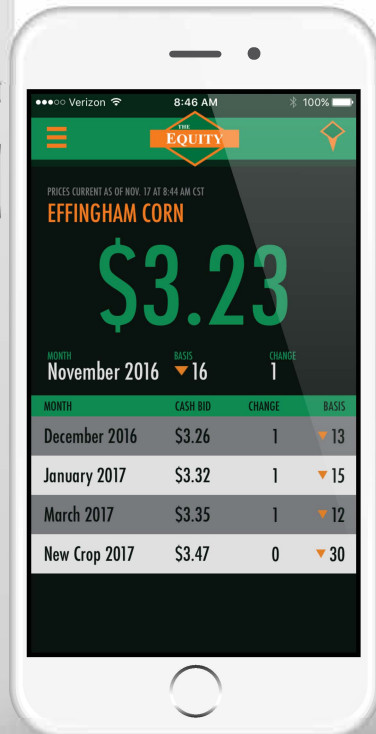 Verizon 8:46 AM 100%
THE
EQUITY
PRICES CURRENT AS OF NOV. 17 AT 8:44 AM CST
EFFINGHAM CORN
$3.23
MONTH BASIS CHANGE
November 2016 ▼16 1
MONTH CASH BID CHANGE BASIS
December 2016 $3.26 1 ▼13
January 2017 $3.32 1 ▼15
March 2017 $3.35 1 ▼12
New Crop 2017 $3.47 0 ▼30